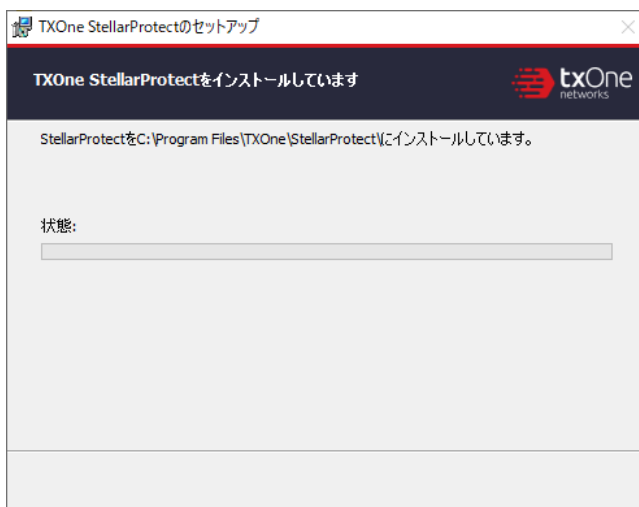 TXOne StellarProtectのセットアップ
TXOne StellarProtectをインストールしています
txOne
networks
StellarProtectをC:\Program Files\TXOne\StellarProtect\にインストールしています。
状態: